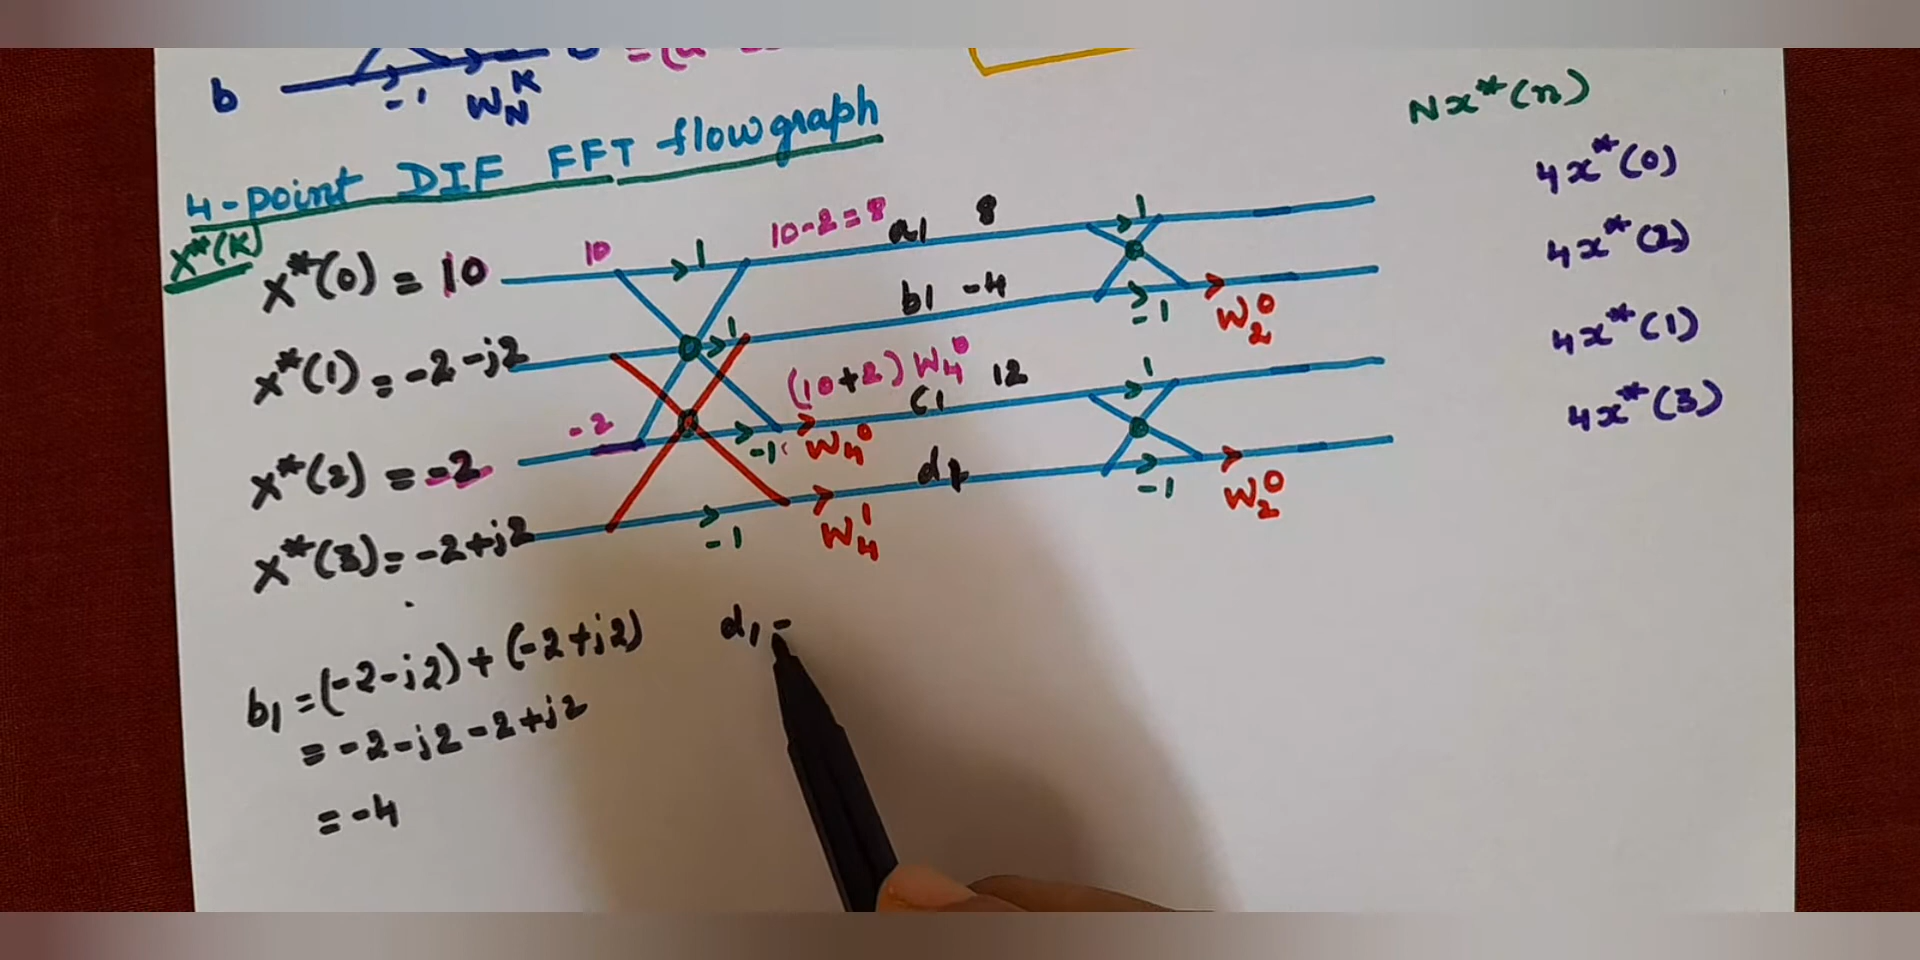 b -1 W_N^K = (a
4-point DIF FFT flowgraph
Nx*(n)
X*(K)
X*(0) = 10 10 1 10-2=8 a1 8 1 4x*(0)
X*(1) = -2-j2 1 b1 -4 -1 W_2^0 4x*(2)
(10+2) W_4^0 12
X*(2) = -2 -2 -1 W_4^0 c1 1 4x*(1)
X*(3) = -2+j2 -1 W_4^1 d1 -1 W_2^0 4x*(3)
b1 = (-2-j2) + (-2+j2)
= -2-j2-2+j2
= -4
d1 =